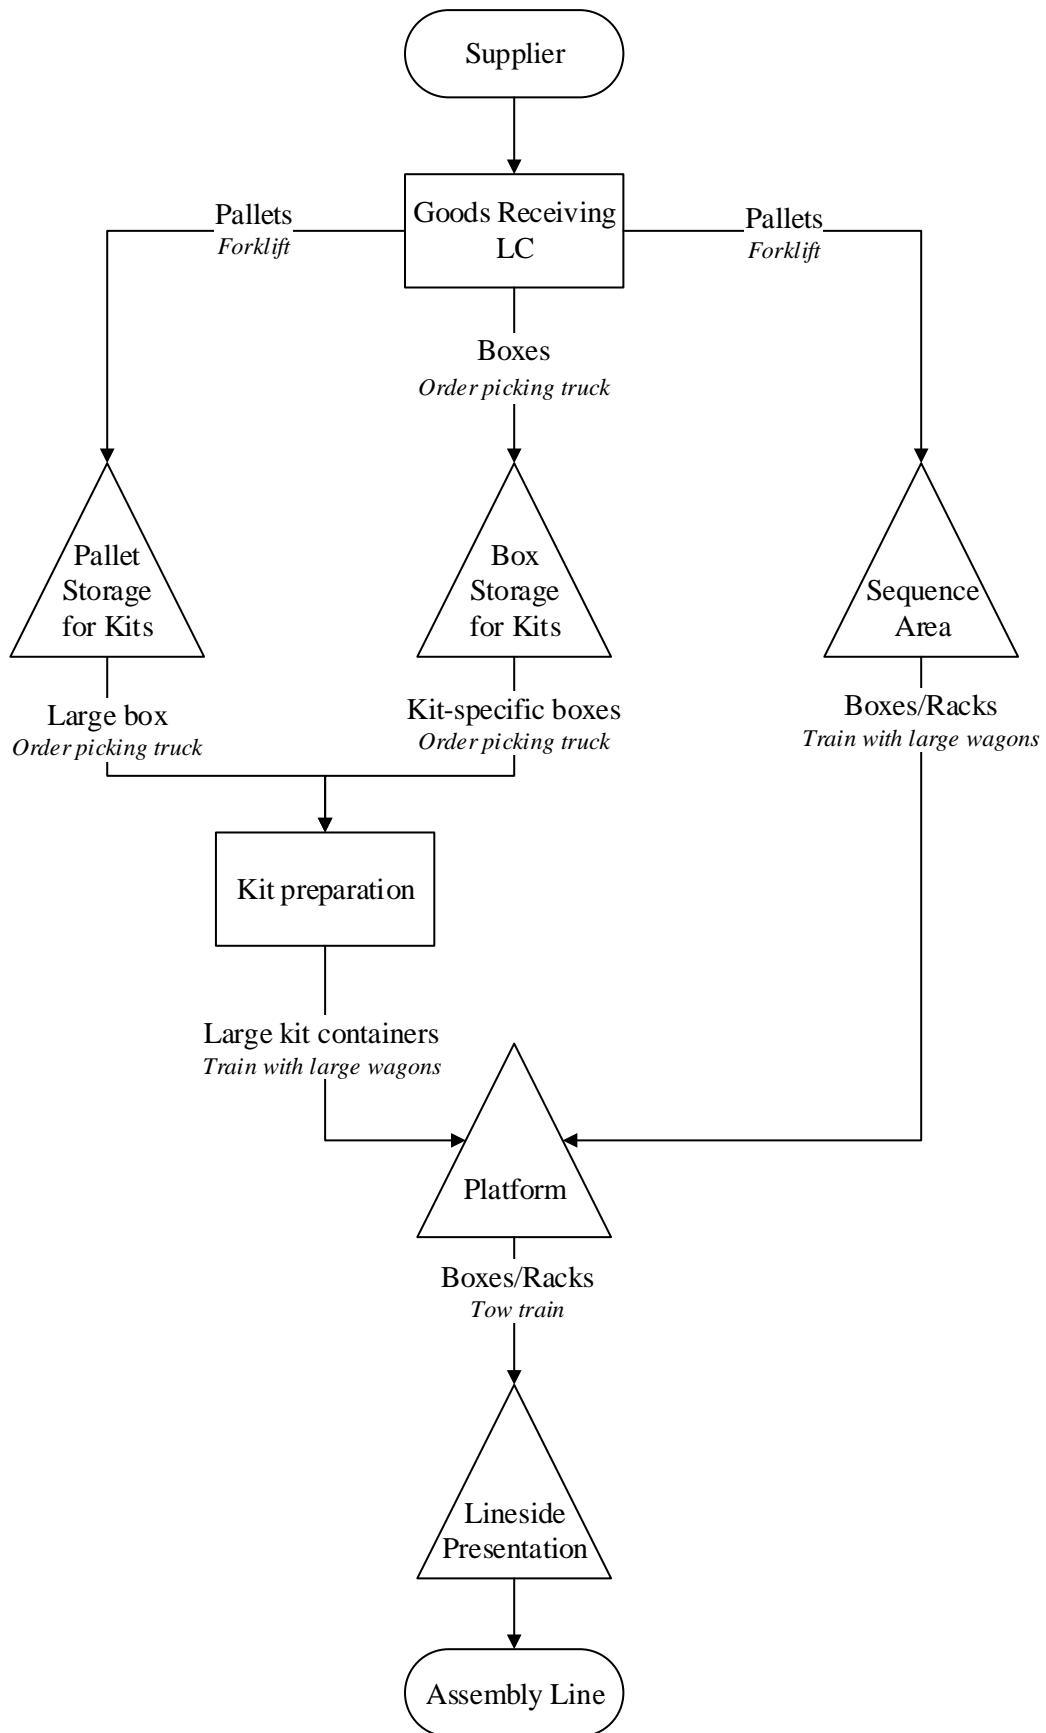 Supplier
Goods Receiving
LC
Pallets
Forklift
Pallets
Forklift
Boxes
Order picking truck
Pallet
Storage
for Kits
Box
Storage
for Kits
Sequence
Area
Large box
Order picking truck
Kit-specific boxes
Order picking truck
Boxes/Racks
Train with large wagons
Kit preparation
Large kit containers
Train with large wagons
Platform
Boxes/Racks
Tow train
Lineside
Presentation
Assembly Line